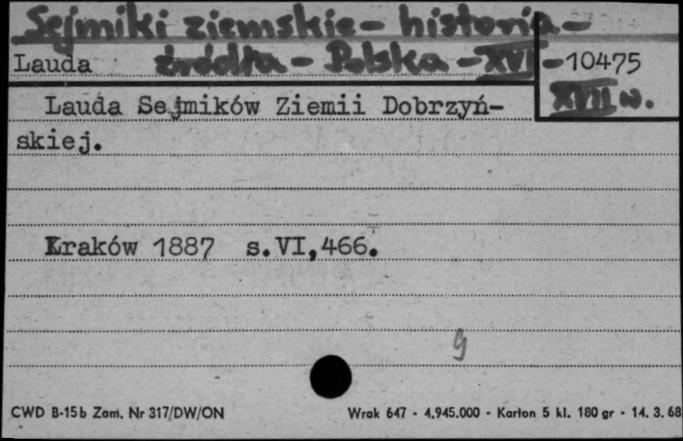 Sejmiki ziemskie - historia -
Lauda źródła - Polska - XVI - 10475
XVII w.
Lauda Sejmików Ziemii Dobrzyń-
skiej.
Kraków 1887 s.VI,466.
g
CWD B-15b Zam. Nr 317/DW/ON Wrak 647 - 4.945.000 - Karton 5 kl. 180 gr - 14. 3. 68